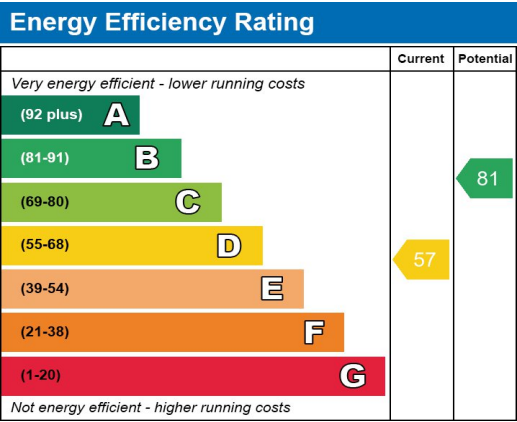 Energy Efficiency Rating
Current Potential
Very energy efficient - lower running costs
(92 plus) A
(81-91) B
81
(69-80) C
(55-68) D
57
(39-54) E
(21-38) F
(1-20) G
Not energy efficient - higher running costs